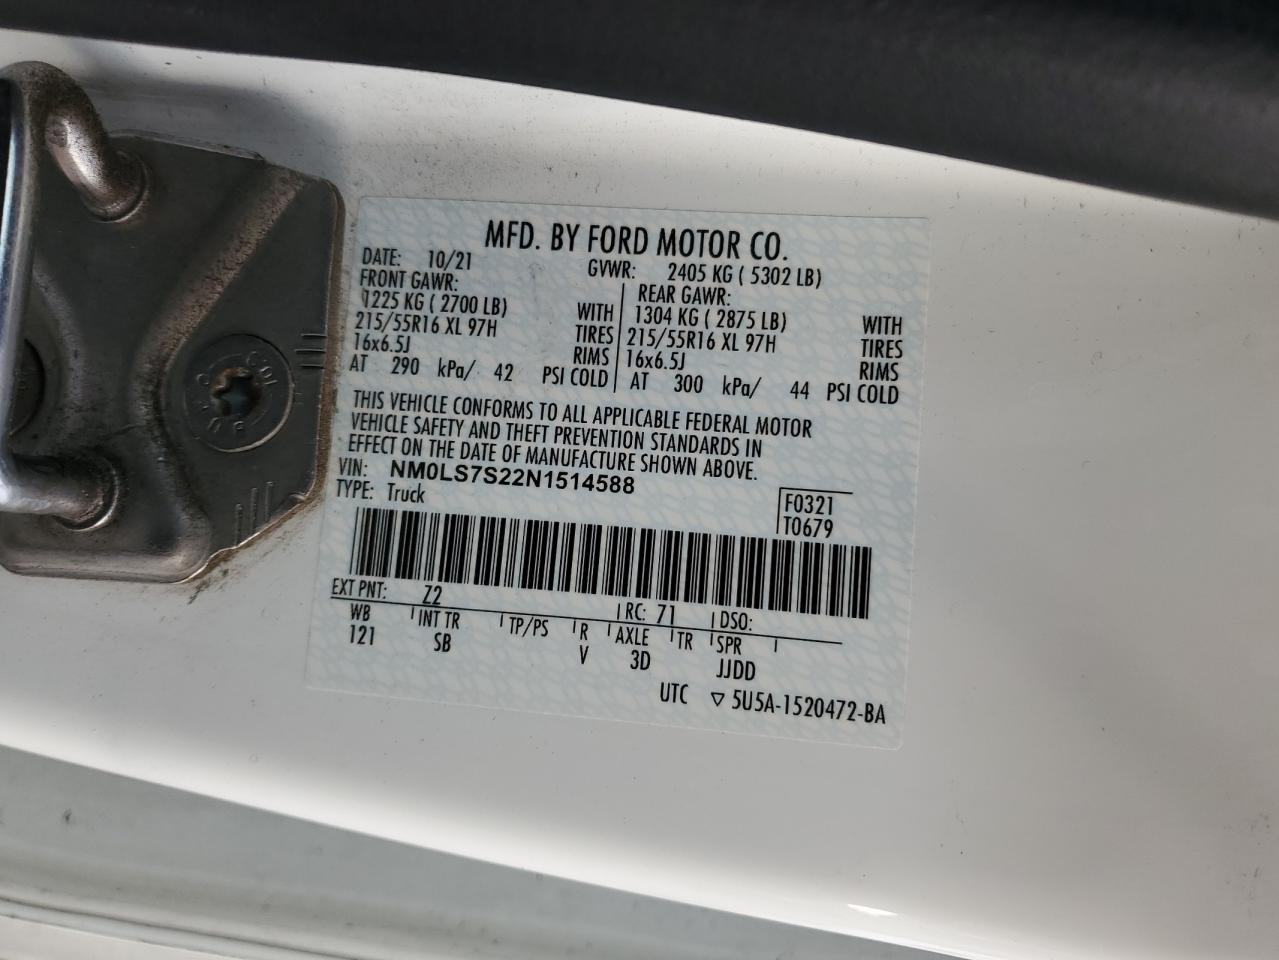 MFD. BY FORD MOTOR CO.
DATE: 10/21 GVWR: 2405 KG ( 5302 LB)
FRONT GAWR: REAR GAWR:
1225 KG ( 2700 LB) WITH 1304 KG ( 2875 LB) WITH
215/55R16 XL 97H TIRES 215/55R16 XL 97H TIRES
16x6.5J RIMS 16x6.5J RIMS
AT 290 kPa/ 42 PSI COLD AT 300 kPa/ 44 PSI COLD
THIS VEHICLE CONFORMS TO ALL APPLICABLE FEDERAL MOTOR
VEHICLE SAFETY AND THEFT PREVENTION STANDARDS IN
EFFECT ON THE DATE OF MANUFACTURE SHOWN ABOVE.
VIN: NM0LS7S22N1514588
TYPE: Truck
F0321
T0679
EXT PNT: Z2 RC: 71 DSO:
WB INT TR TP/PS R AXLE TR SPR
121 SB V 3D JJDD
UTC ▽ 5U5A-1520472-BA